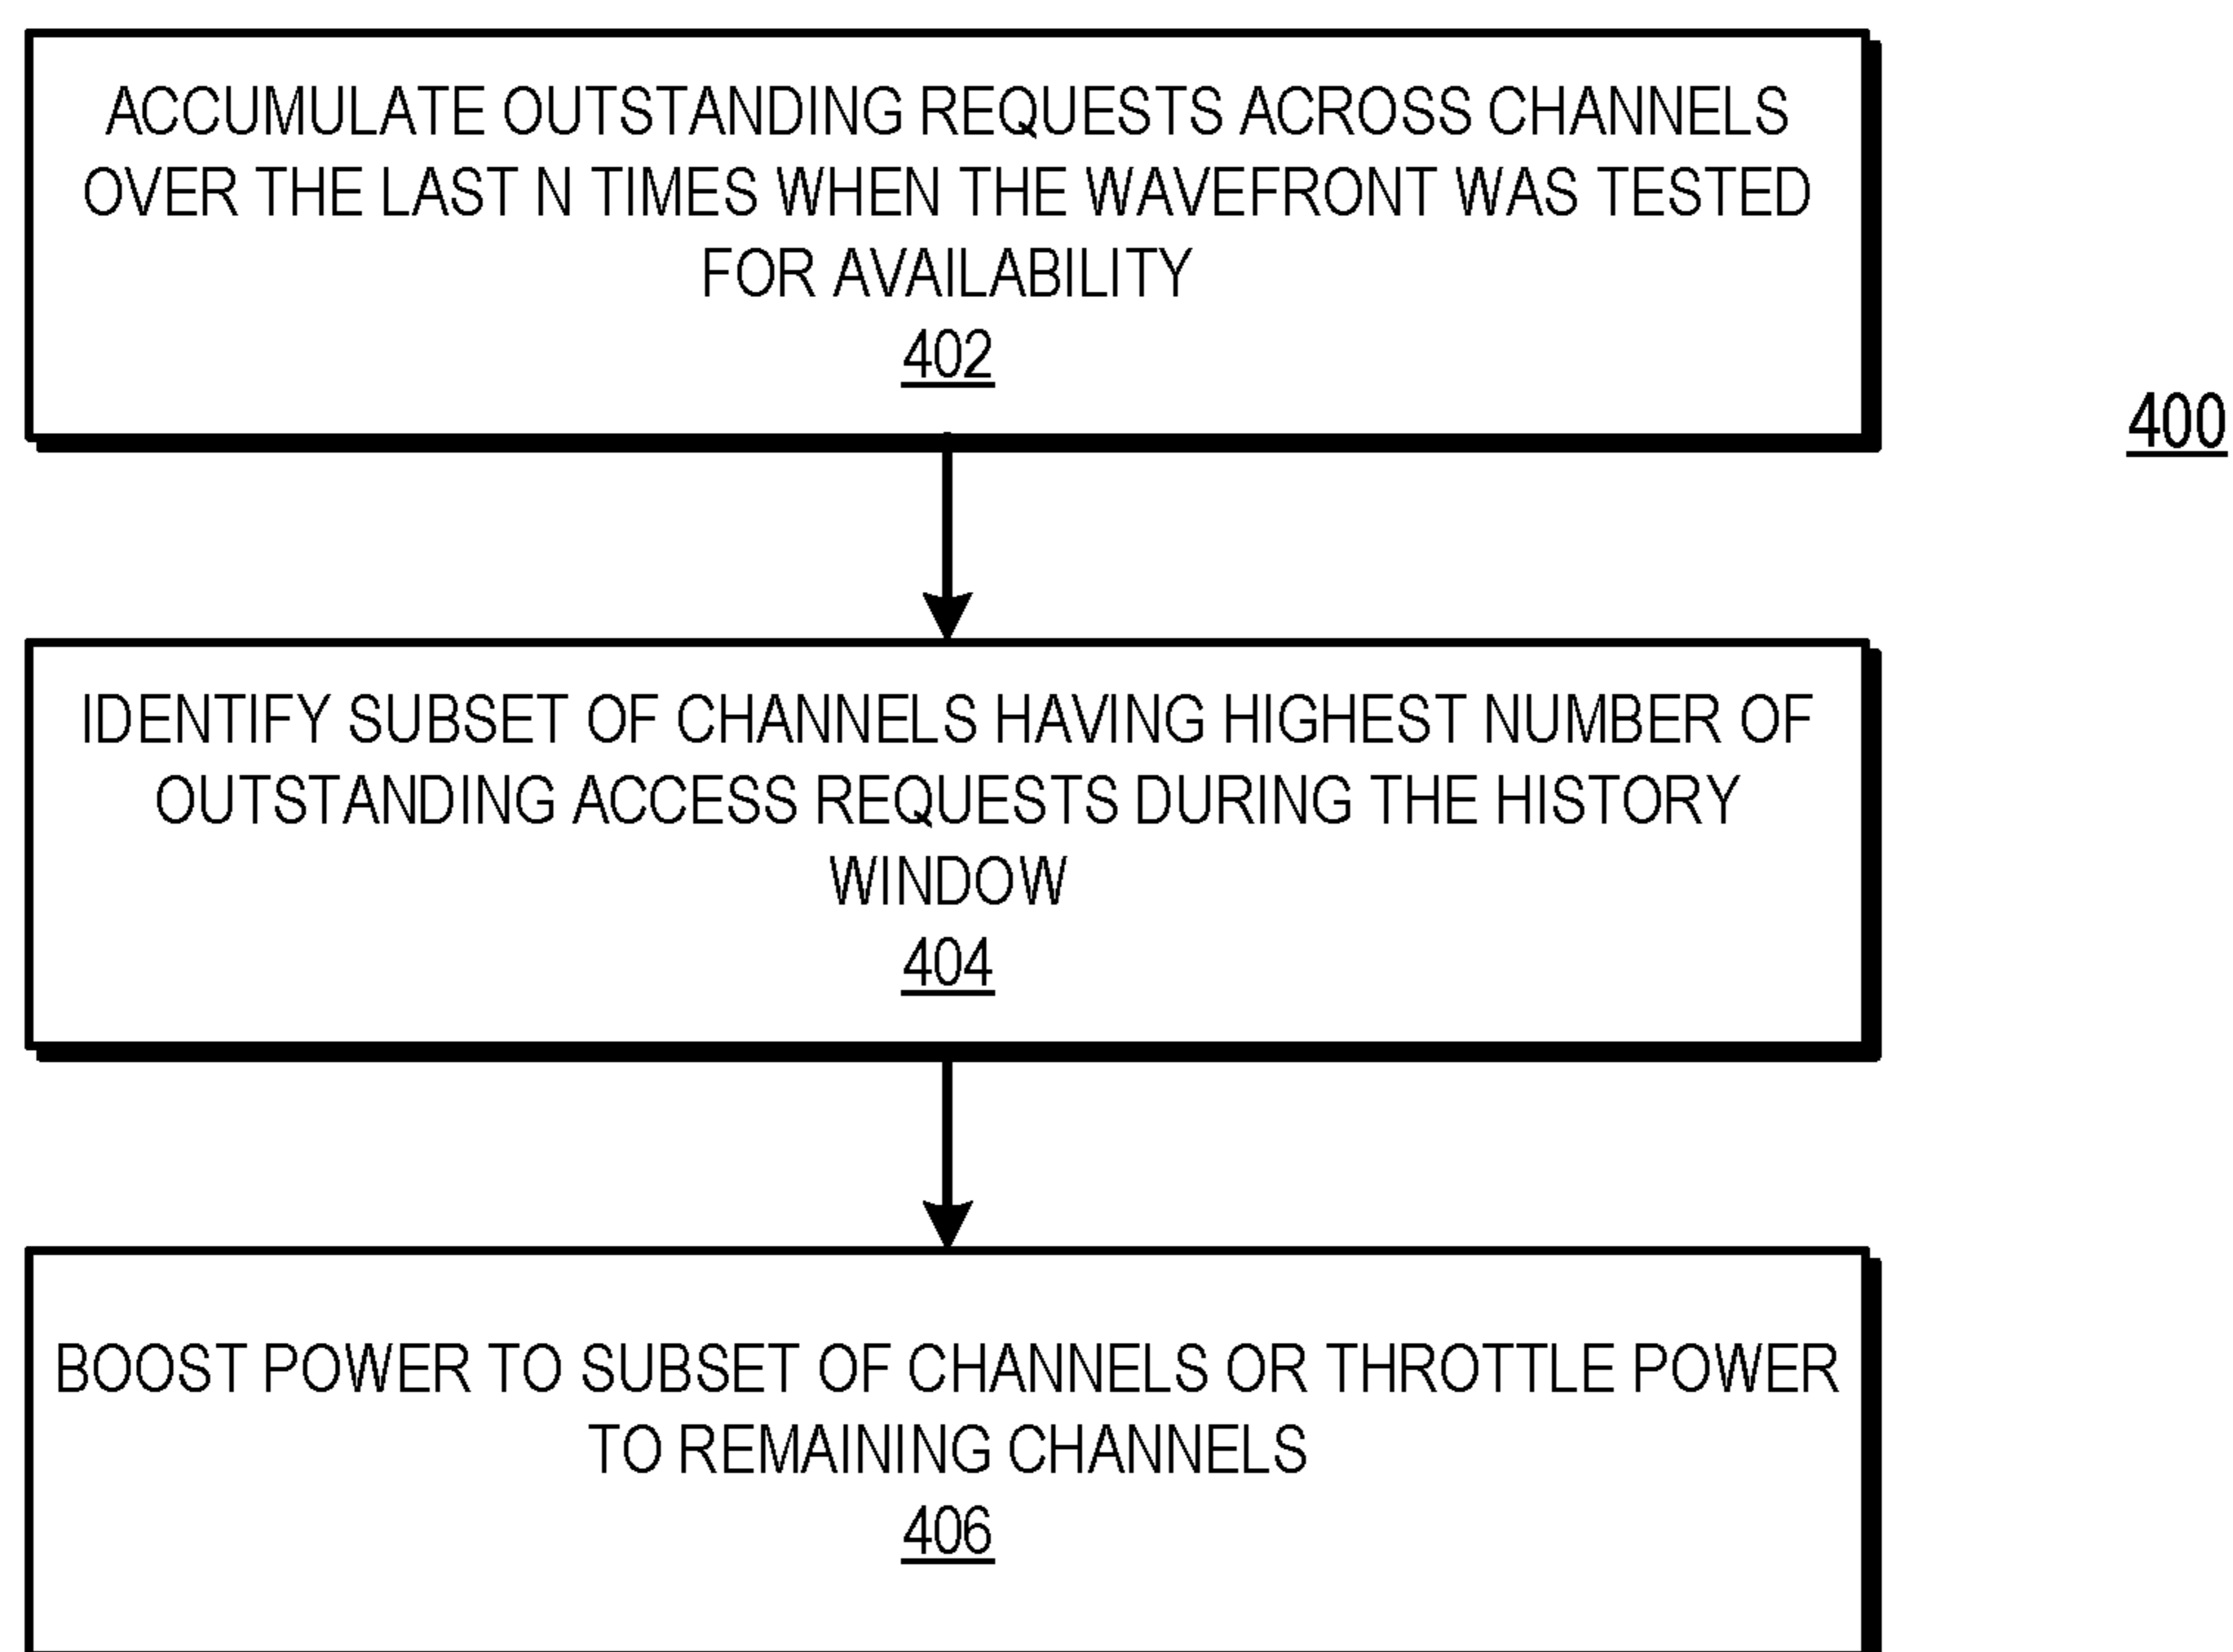 ACCUMULATE OUTSTANDING REQUESTS ACROSS CHANNELS
OVER THE LAST N TIMES WHEN THE WAVEFRONT WAS TESTED
FOR AVAILABILITY
402
400
IDENTIFY SUBSET OF CHANNELS HAVING HIGHEST NUMBER OF
OUTSTANDING ACCESS REQUESTS DURING THE HISTORY
WINDOW
404
BOOST POWER TO SUBSET OF CHANNELS OR THROTTLE POWER
TO REMAINING CHANNELS
406